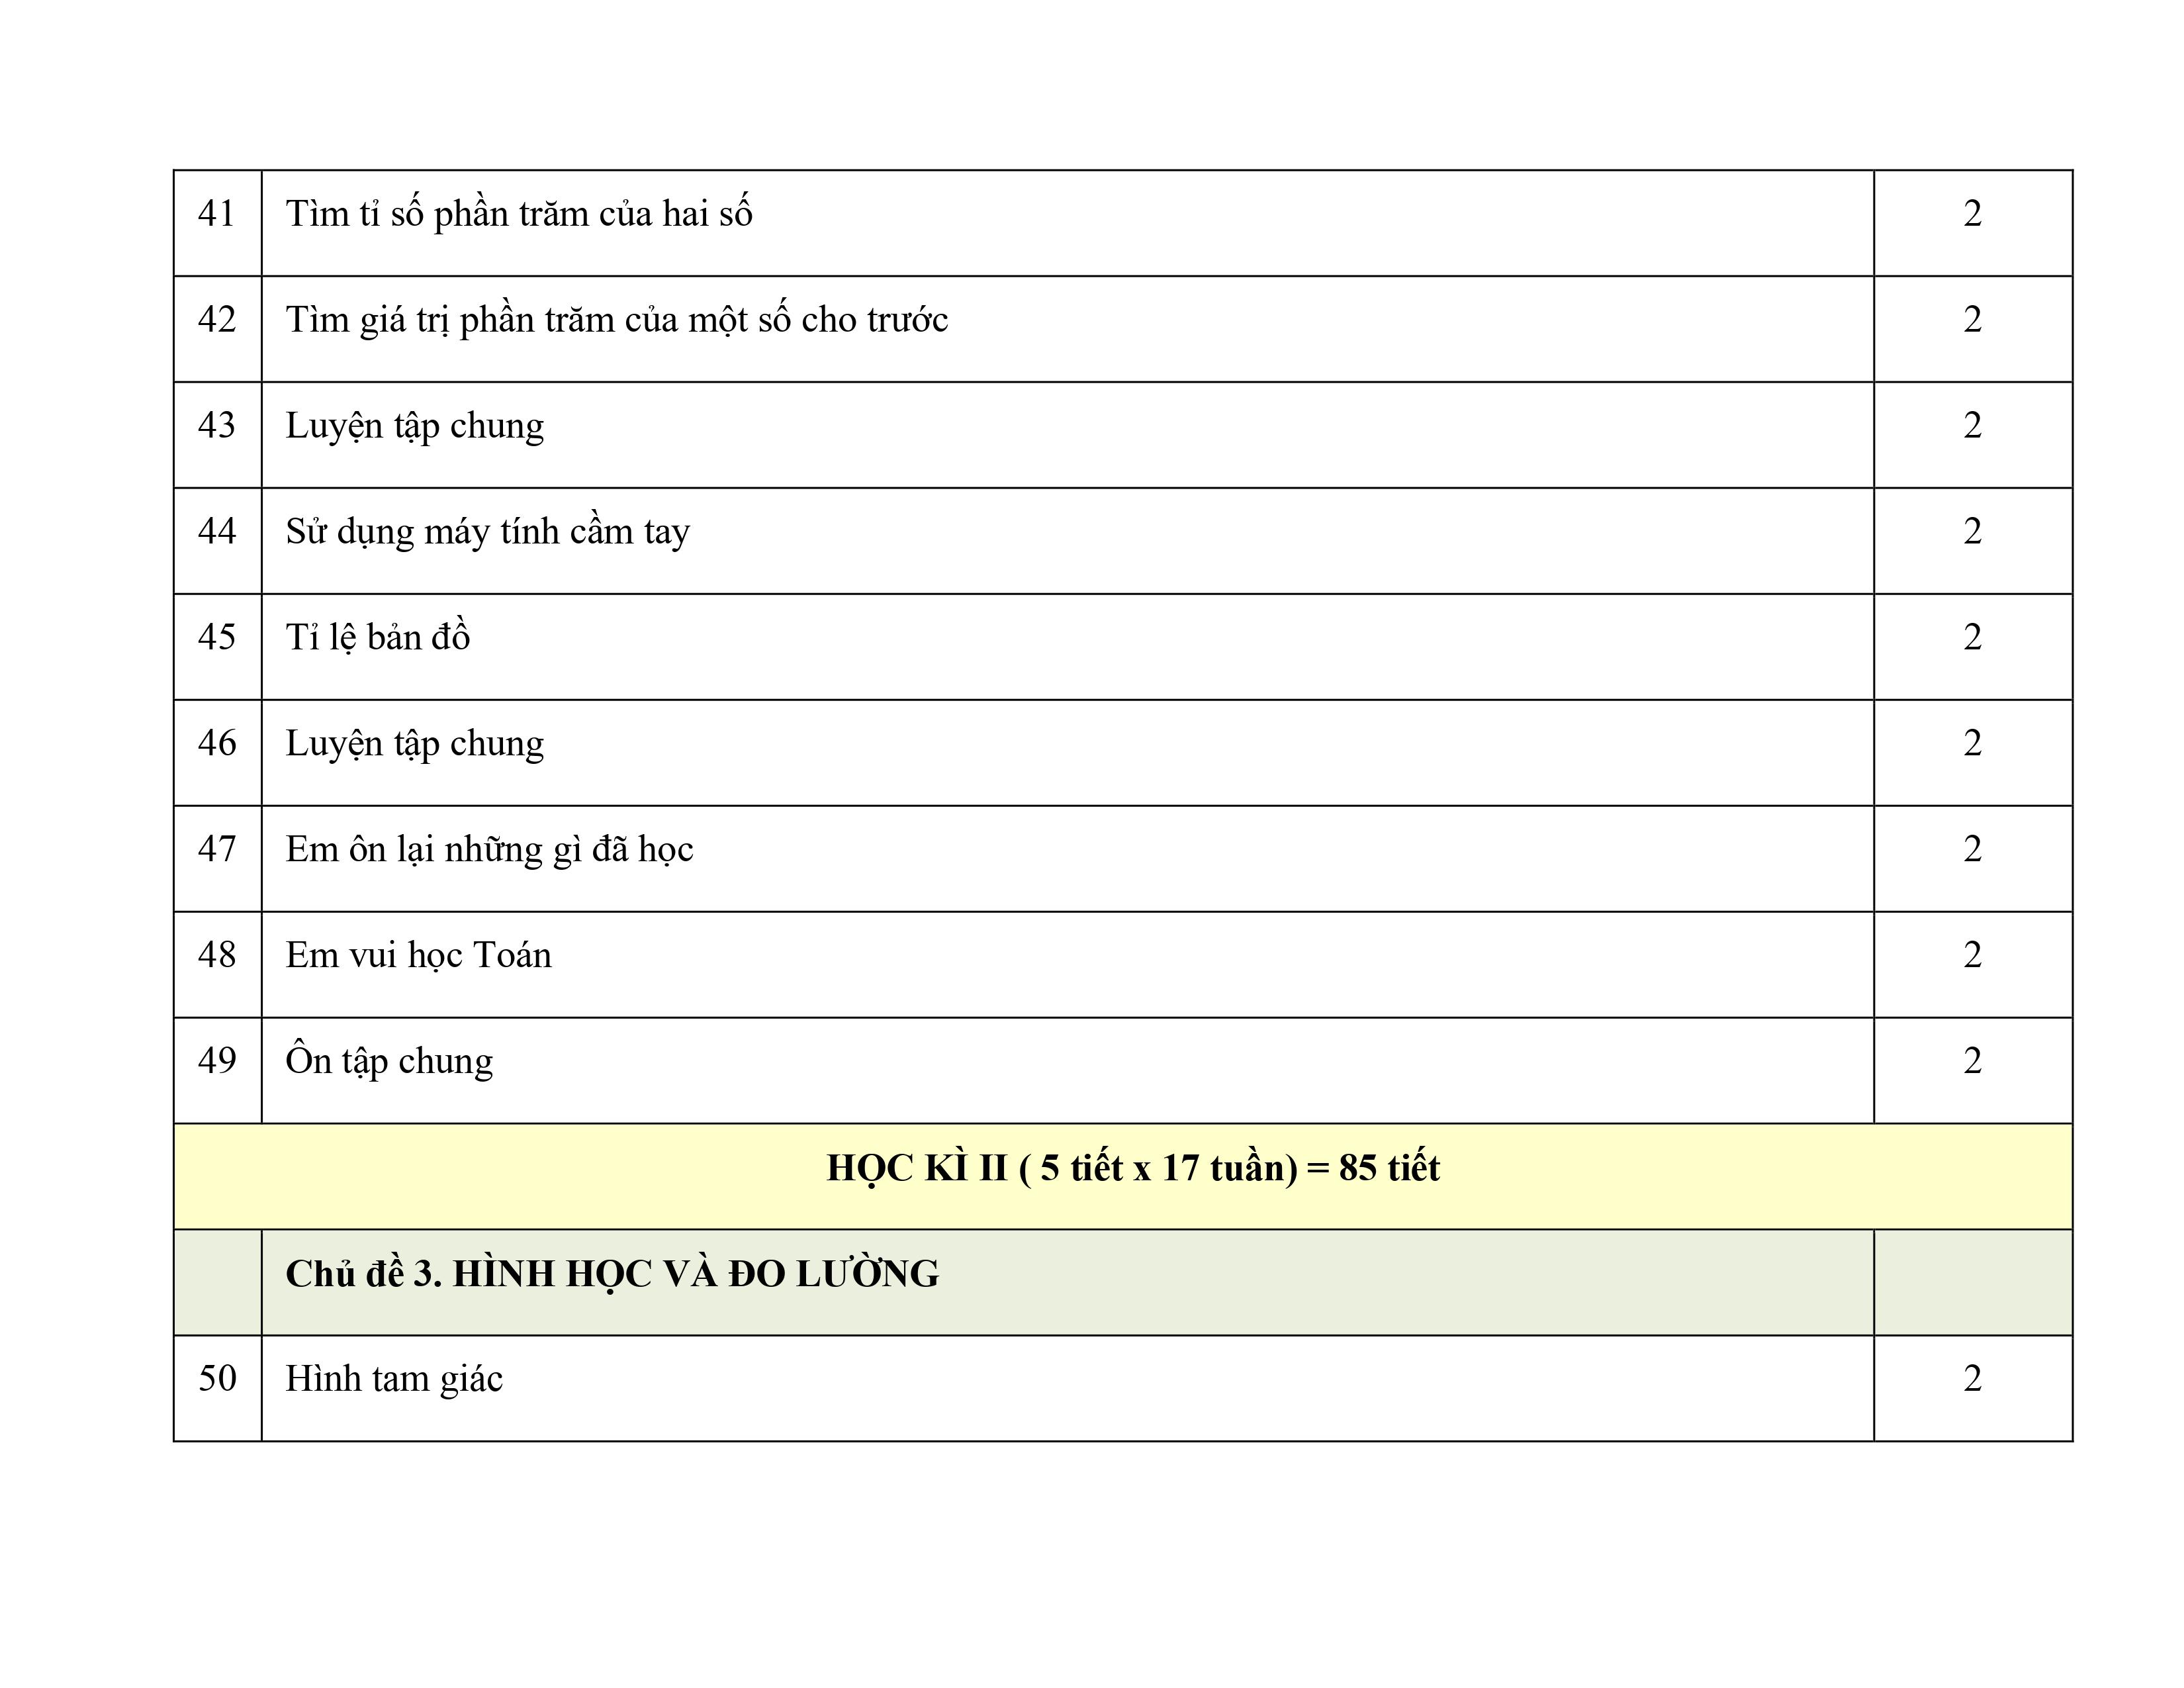 41 Tìm tỉ số phần trăm của hai số 2
42 Tìm giá trị phần trăm của một số cho trước 2
43 Luyện tập chung 2
44 Sử dụng máy tính cầm tay 2
45 Tỉ lệ bản đồ 2
46 Luyện tập chung 2
47 Em ôn lại những gì đã học 2
48 Em vui học Toán 2
49 Ôn tập chung 2
HỌC KÌ II ( 5 tiết x 17 tuần) = 85 tiết
Chủ đề 3. HÌNH HỌC VÀ ĐO LƯỜNG
50 Hình tam giác 2